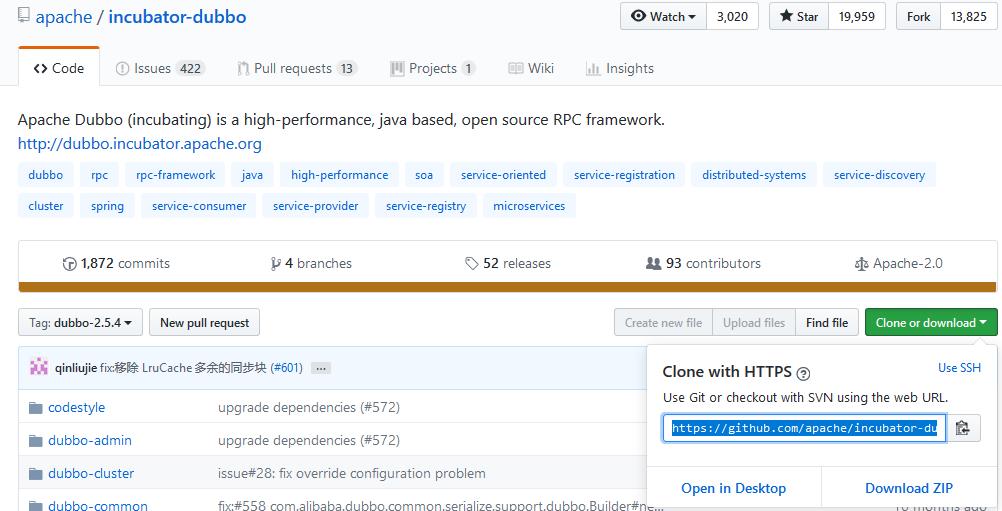 apache / incubator-dubbo
Watch 3,020 Star 19,959 Fork 13,825
Code Issues 422 Pull requests 13 Projects 1 Wiki Insights
Apache Dubbo (incubating) is a high-performance, java based, open source RPC framework.
http://dubbo.incubator.apache.org
dubbo rpc rpc-framework java high-performance soa service-oriented service-registration distributed-systems service-discovery
cluster spring service-consumer service-provider service-registry microservices
1,872 commits 4 branches 52 releases 93 contributors Apache-2.0
Tag: dubbo-2.5.4 New pull request Create new file Upload files Find file Clone or download
qinliujie fix:移除 LruCache 多余的同步块 (#601) ...
Clone with HTTPS ? Use SSH
Use Git or checkout with SVN using the web URL.
https://github.com/apache/incubator-du
Open in Desktop Download ZIP
codestyle upgrade dependencies (#572)
dubbo-admin upgrade dependencies (#572)
dubbo-cluster issue#28: fix override configuration problem
dubbo-common fix:#558 com.alibaba.dubbo.common.serialize.support.dubbo.Builder#ne... 10 months ago